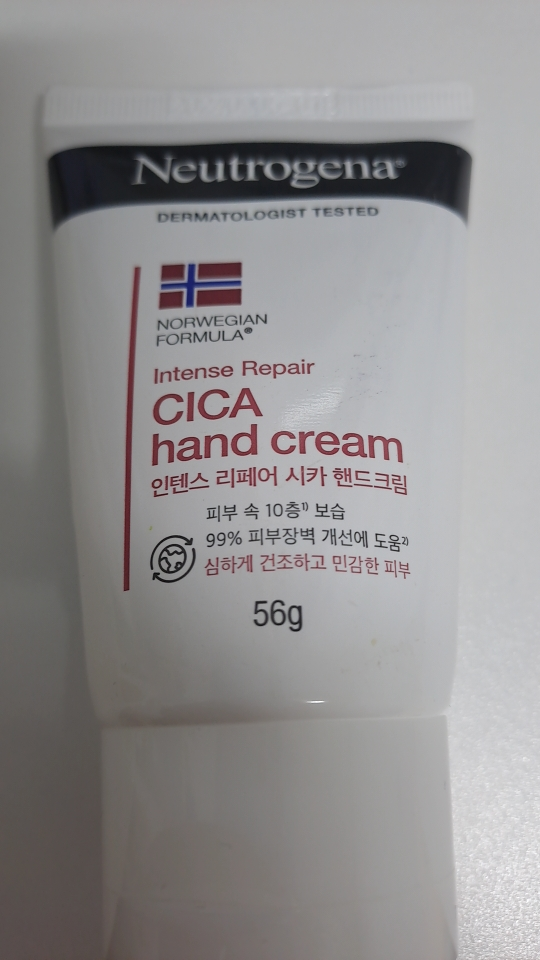 Neutrogena®
DERMATOLOGIST TESTED
NORWEGIAN
FORMULA®
Intense Repair
CICA
hand cream
인텐스 리페어 시카 핸드크림
피부 속 10층¹⁾ 보습
99% 피부장벽 개선에 도움²⁾
심하게 건조하고 민감한 피부
56g